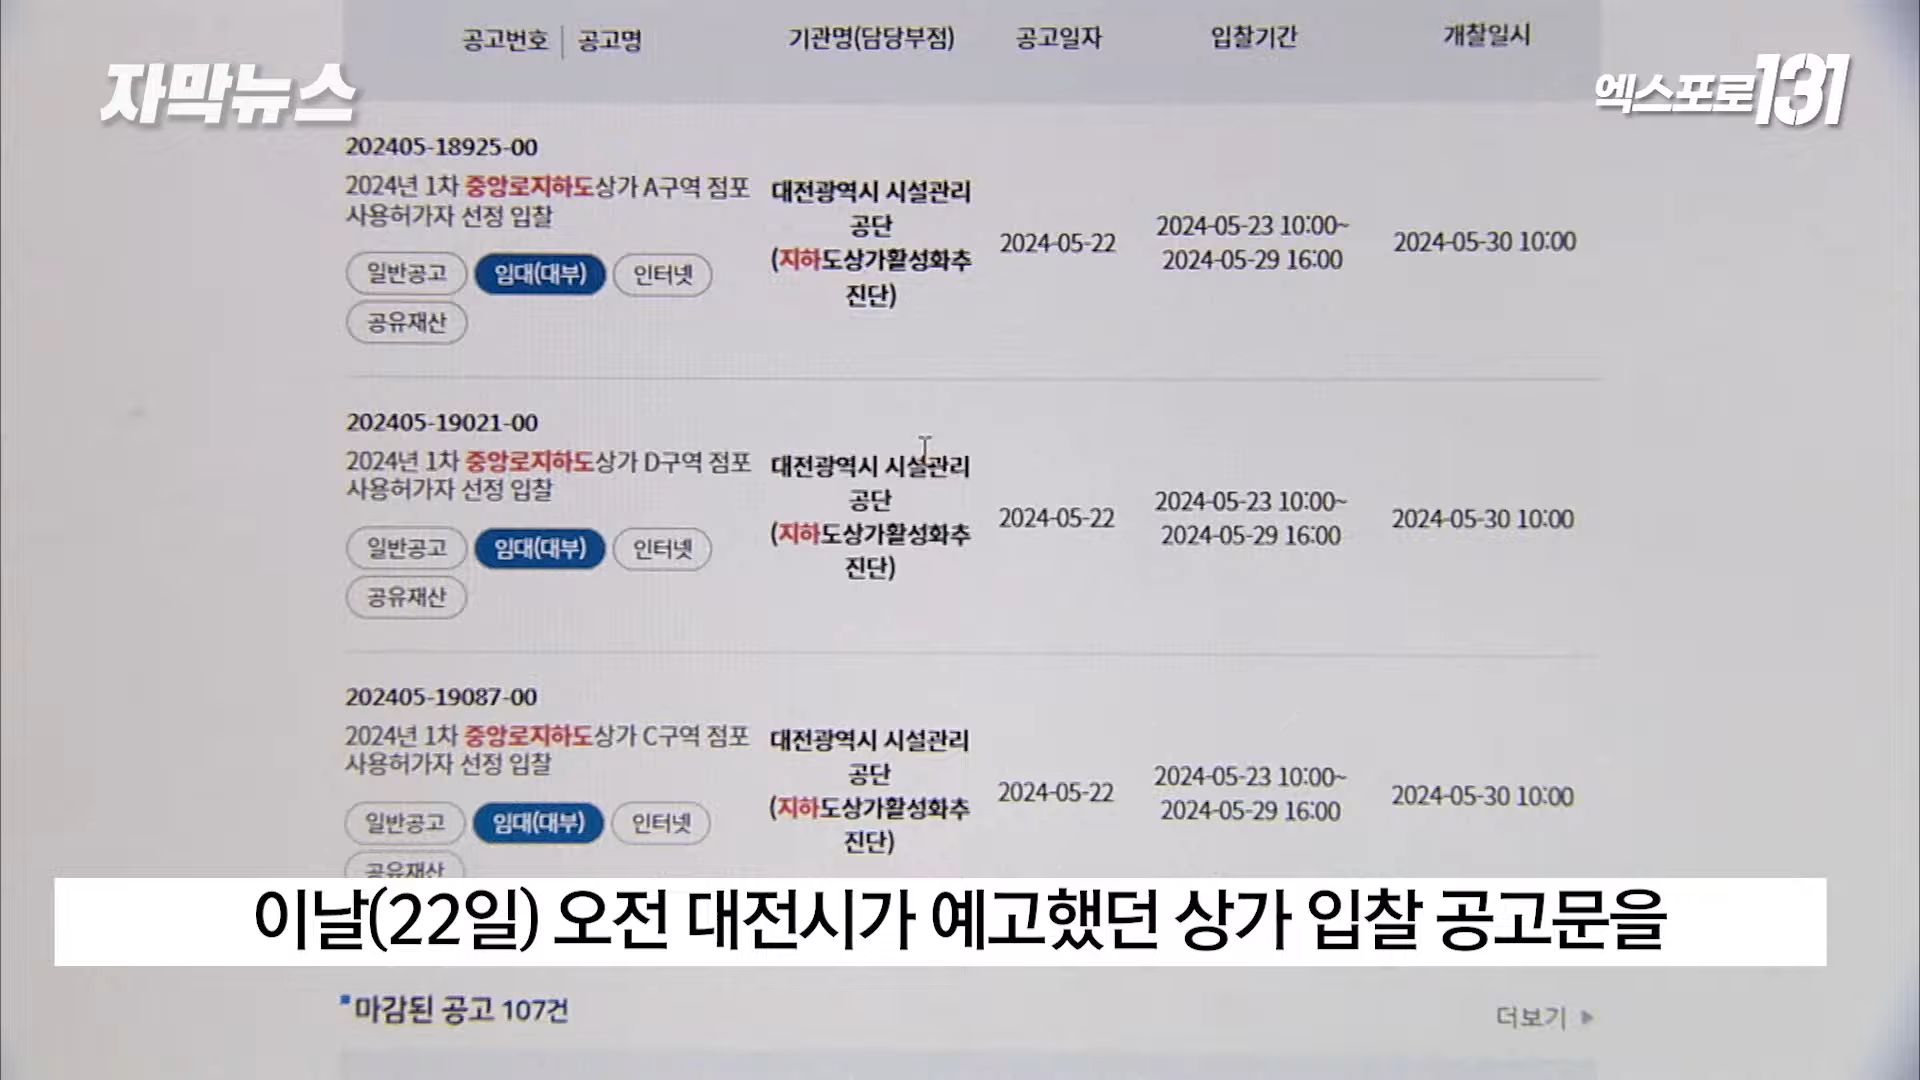 공고번호 | 공고명 기관명(담당부점) 공고일자 입찰기간 개찰일시
자막뉴스
엑스포로131
202405-18925-00
2024년 1차 중앙로지하도상가 A구역 점포
사용허가자 선정 입찰
일반공고 임대(대부) 인터넷
공유재산
대전광역시 시설관리
공단
(지하도상가활성화추
진단)
2024-05-22
2024-05-23 10:00~
2024-05-29 16:00
2024-05-30 10:00
202405-19021-00
2024년 1차 중앙로지하도상가 D구역 점포
사용허가자 선정 입찰
일반공고 임대(대부) 인터넷
공유재산
대전광역시 시설관리
공단
(지하도상가활성화추
진단)
2024-05-22
2024-05-23 10:00~
2024-05-29 16:00
2024-05-30 10:00
202405-19087-00
2024년 1차 중앙로지하도상가 C구역 점포
사용허가자 선정 입찰
일반공고 임대(대부) 인터넷
공유재산
대전광역시 시설관리
공단
(지하도상가활성화추
진단)
2024-05-22
2024-05-23 10:00~
2024-05-29 16:00
2024-05-30 10:00
이날(22일) 오전 대전시가 예고했던 상가 입찰 공고문을
마감된 공고 107건
더보기